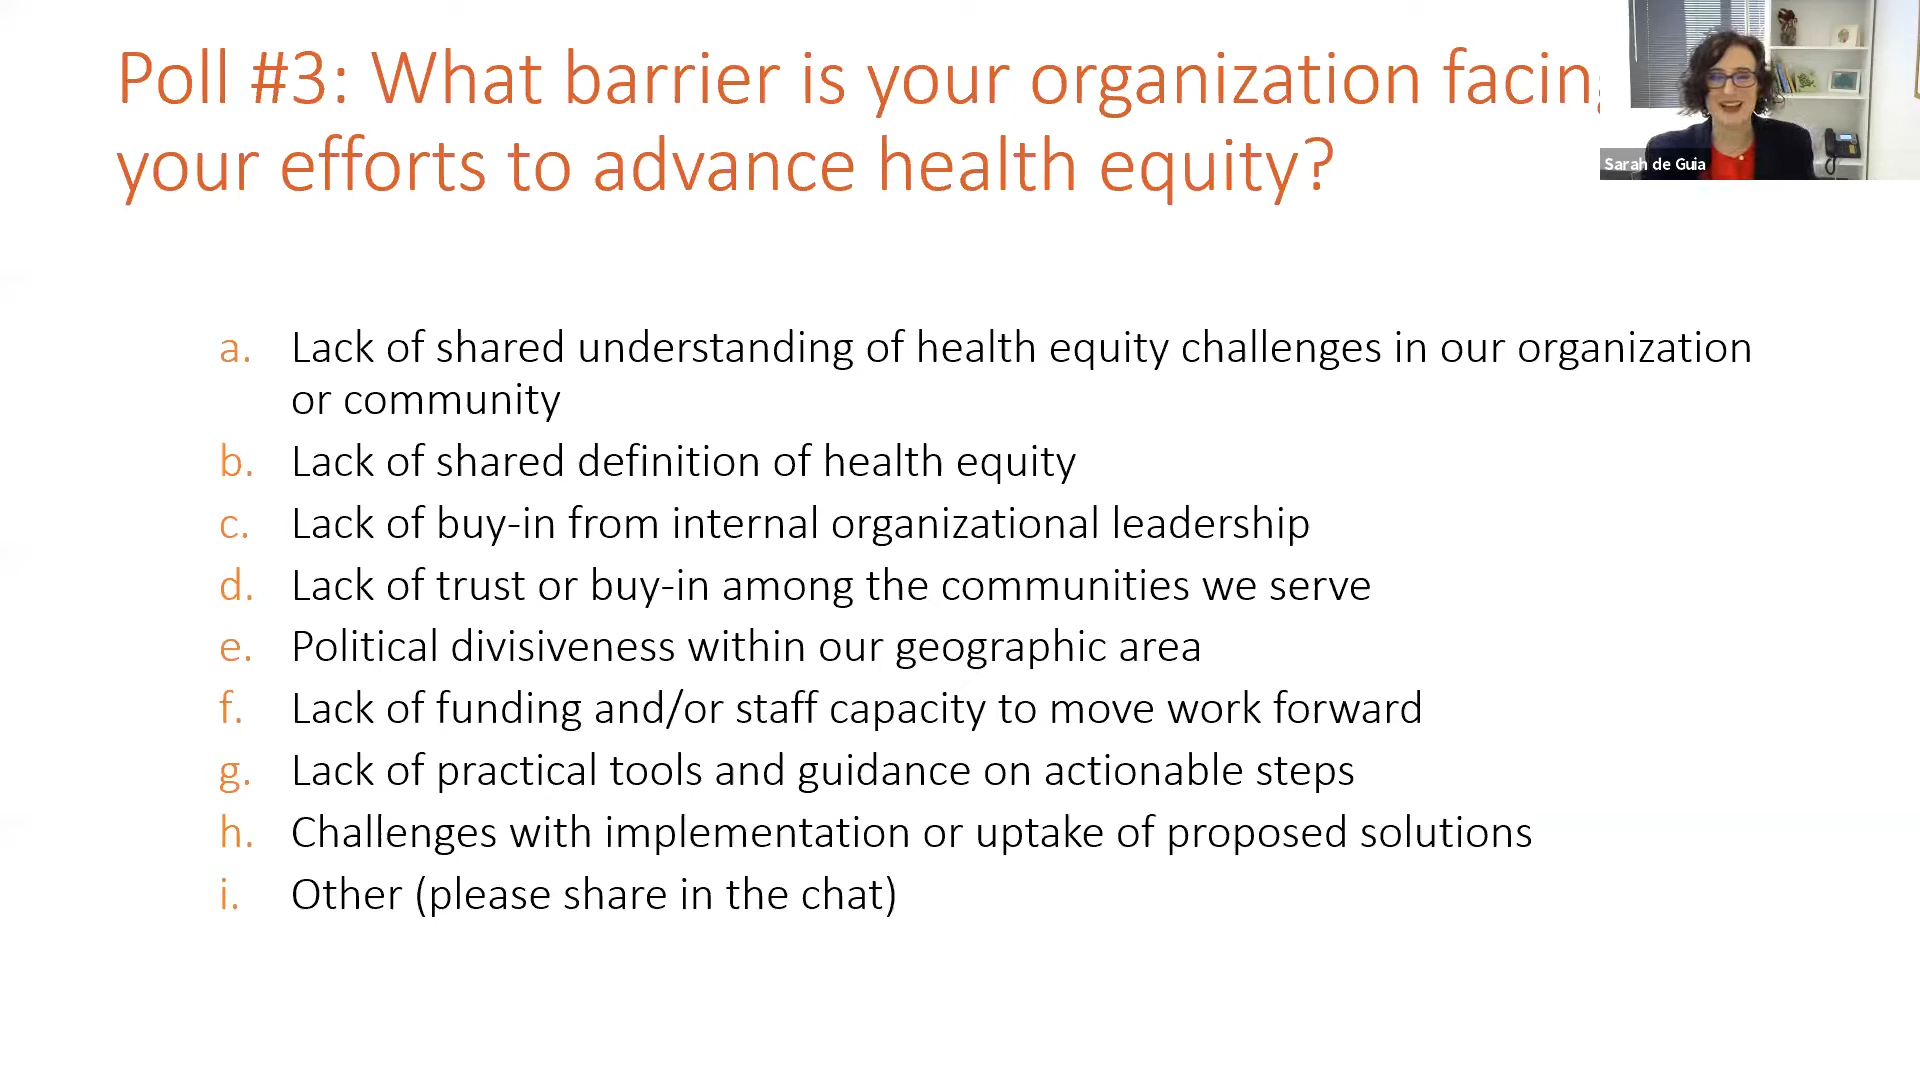 Poll #3: What barrier is your organization facing
your efforts to advance health equity?
Sarah de Guia
a. Lack of shared understanding of health equity challenges in our organization
or community
b. Lack of shared definition of health equity
c. Lack of buy-in from internal organizational leadership
d. Lack of trust or buy-in among the communities we serve
e. Political divisiveness within our geographic area
f. Lack of funding and/or staff capacity to move work forward
g. Lack of practical tools and guidance on actionable steps
h. Challenges with implementation or uptake of proposed solutions
i. Other (please share in the chat)